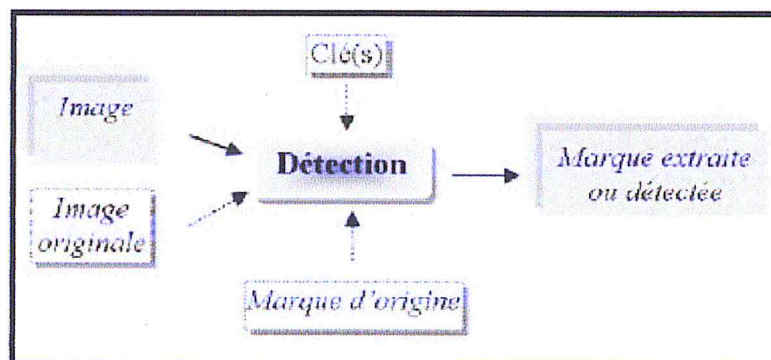 Clé(s)
Image
Détection
Marque extraite
ou détectée
Image
originale
Marque d'origine